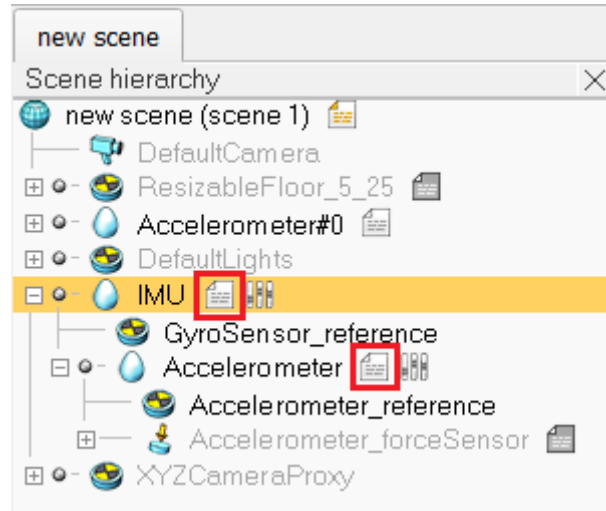 new scene
Scene hierarchy
new scene (scene 1)
DefaultCamera
ResizableFloor_5_25
Accelerometer#0
DefaultLights
IMU
GyroSensor_reference
Accelerometer
Accelerometer_reference
Accelerometer_forceSensor
XYZCameraProxy